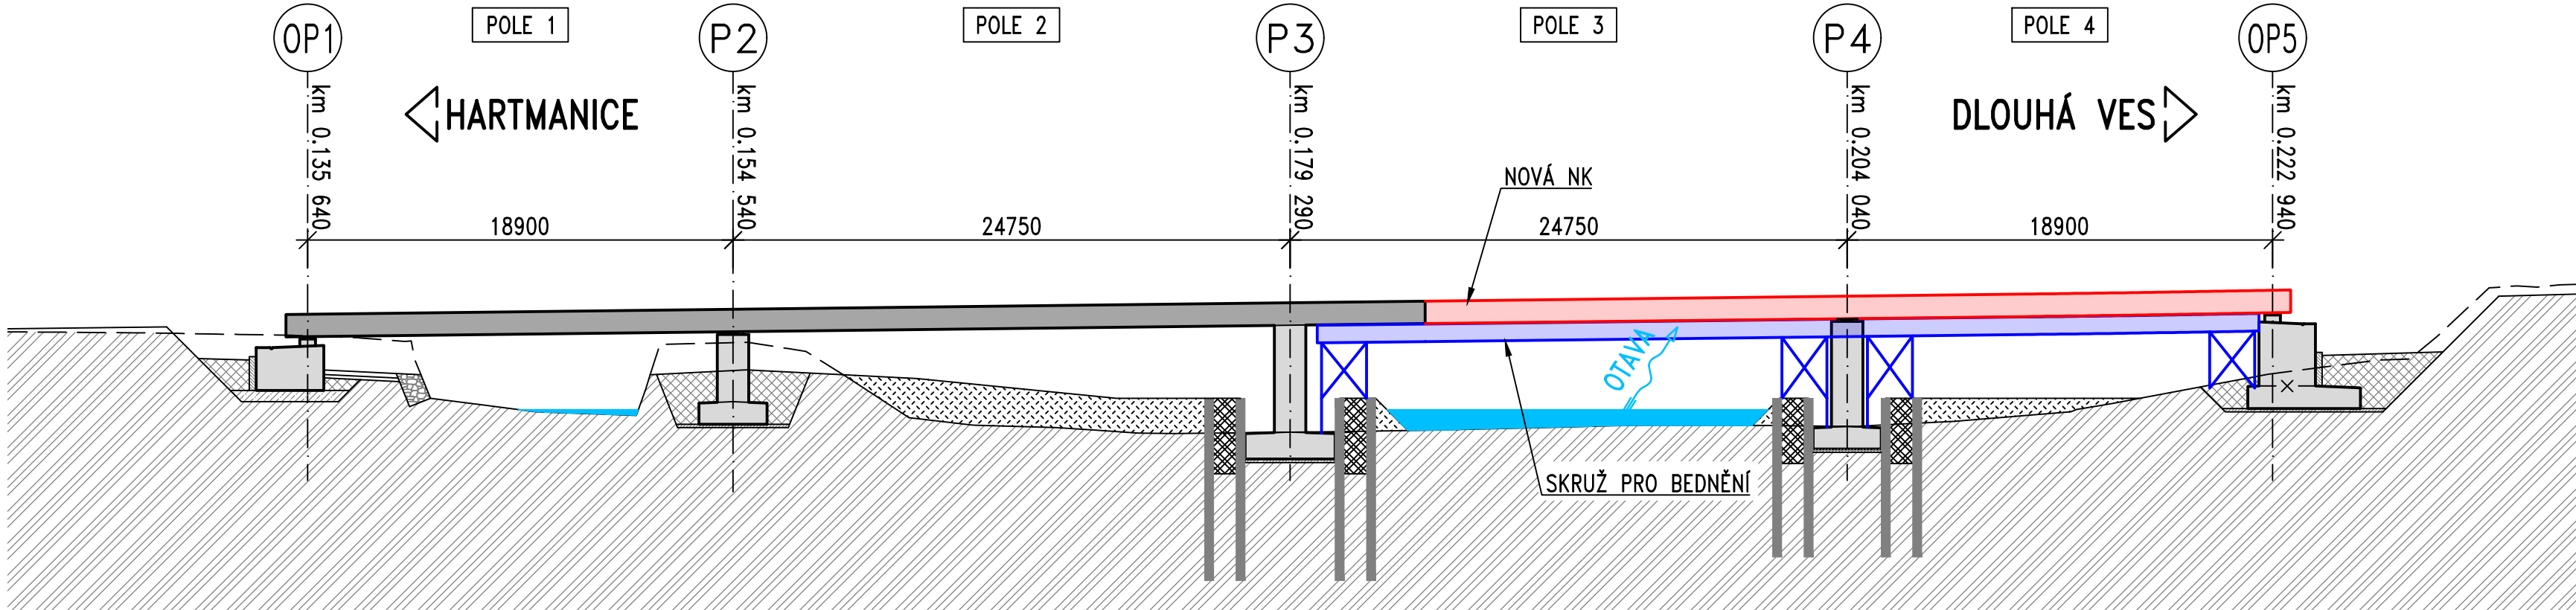 OP1
POLE 1
P2
POLE 2
P3
POLE 3
P4
POLE 4
OP5
km 0.135 640
HARTMANICE
km 0.154 540
km 0.179 290
km 0.204 040
DLOUHÁ VES
km 0.222 940
NOVÁ NK
18900
24750
24750
18900
OTAVA
SKRUŽ PRO BEDNĚNÍ